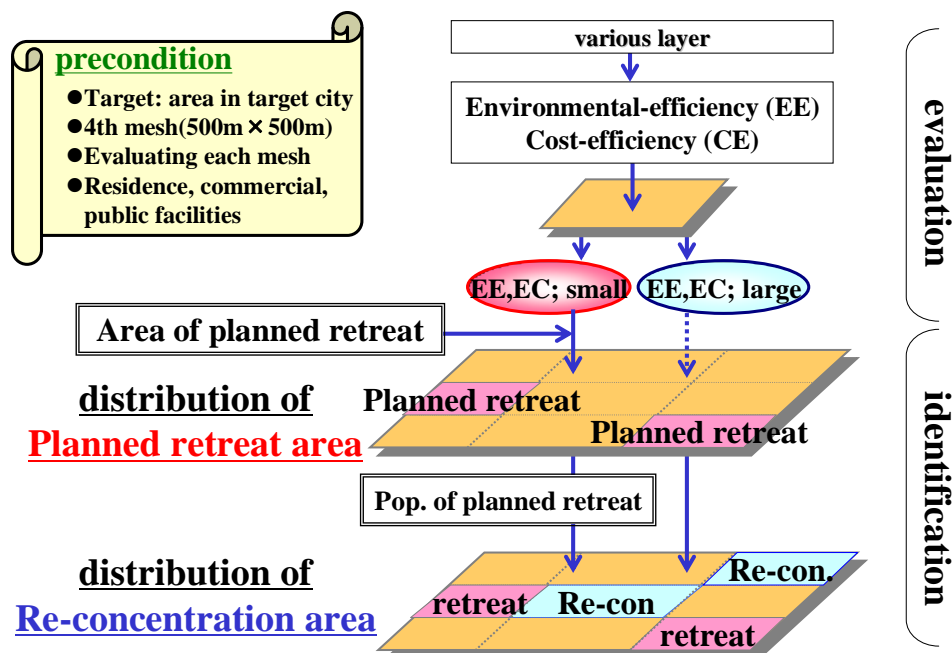 precondition
●Target: area in target city
●4th mesh(500m × 500m)
●Evaluating each mesh
●Residence, commercial,
public facilities
various layer
Environmental-efficiency (EE)
Cost-efficiency (CE)
evaluation
EE,EC; small
EE,EC; large
Area of planned retreat
distribution of
Planned retreat area
Planned retreat
Planned retreat
identification
Pop. of planned retreat
distribution of
Re-concentration area
Re-con.
retreat
Re-con
retreat